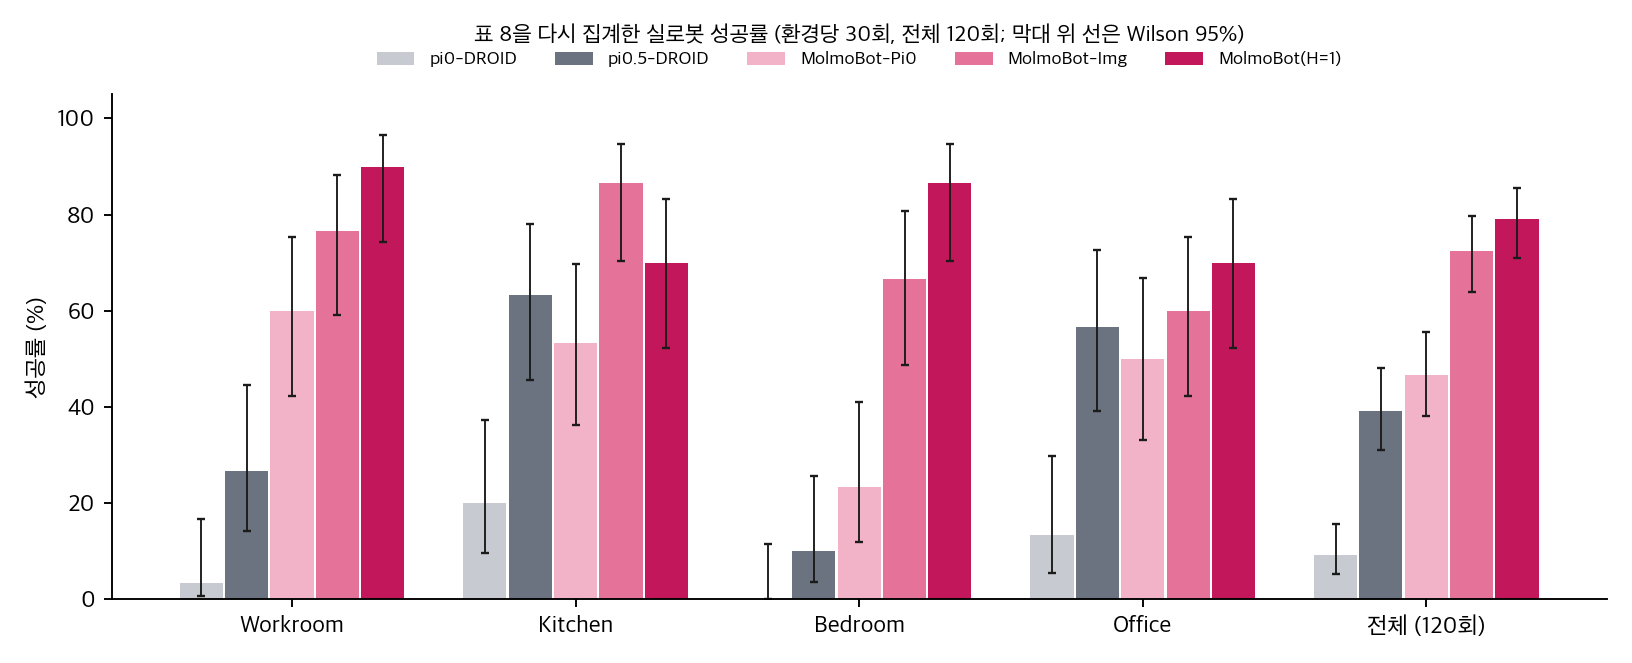 표 8을 다시 집계한 실로봇 성공률 (환경당 30회, 전체 120회; 막대 위 선은 Wilson 95%)
pi0-DROID pi0.5-DROID MolmoBot-Pi0 MolmoBot-Img MolmoBot(H=1)
성공률 (%)
100
80
60
40
20
0
Workroom Kitchen Bedroom Office 전체 (120회)